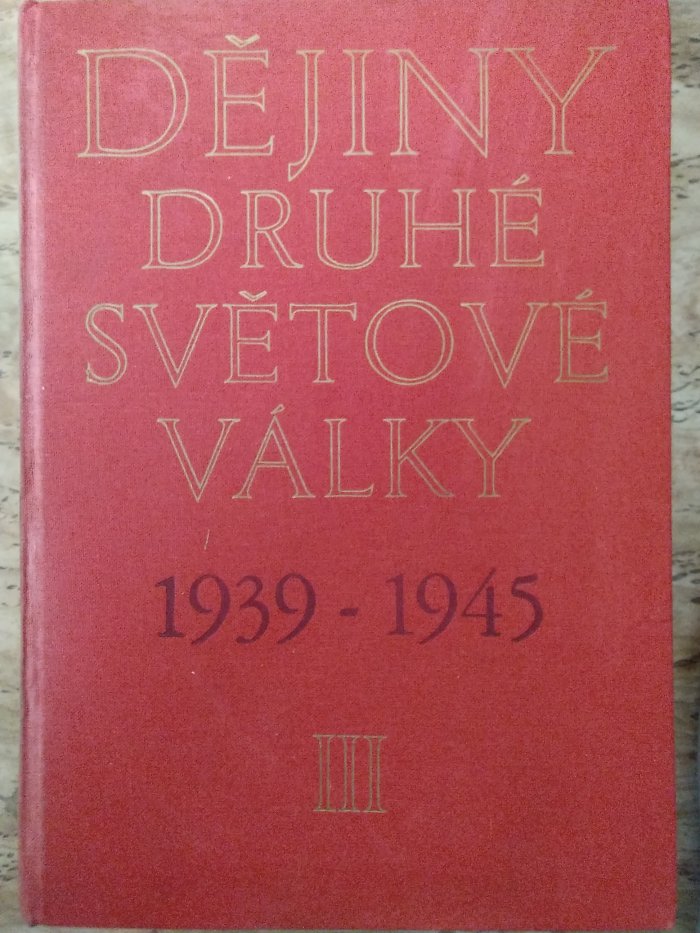 DĚJINY
DRUHÉ
SVĚTOVÉ
VÁLKY
1939 - 1945
III